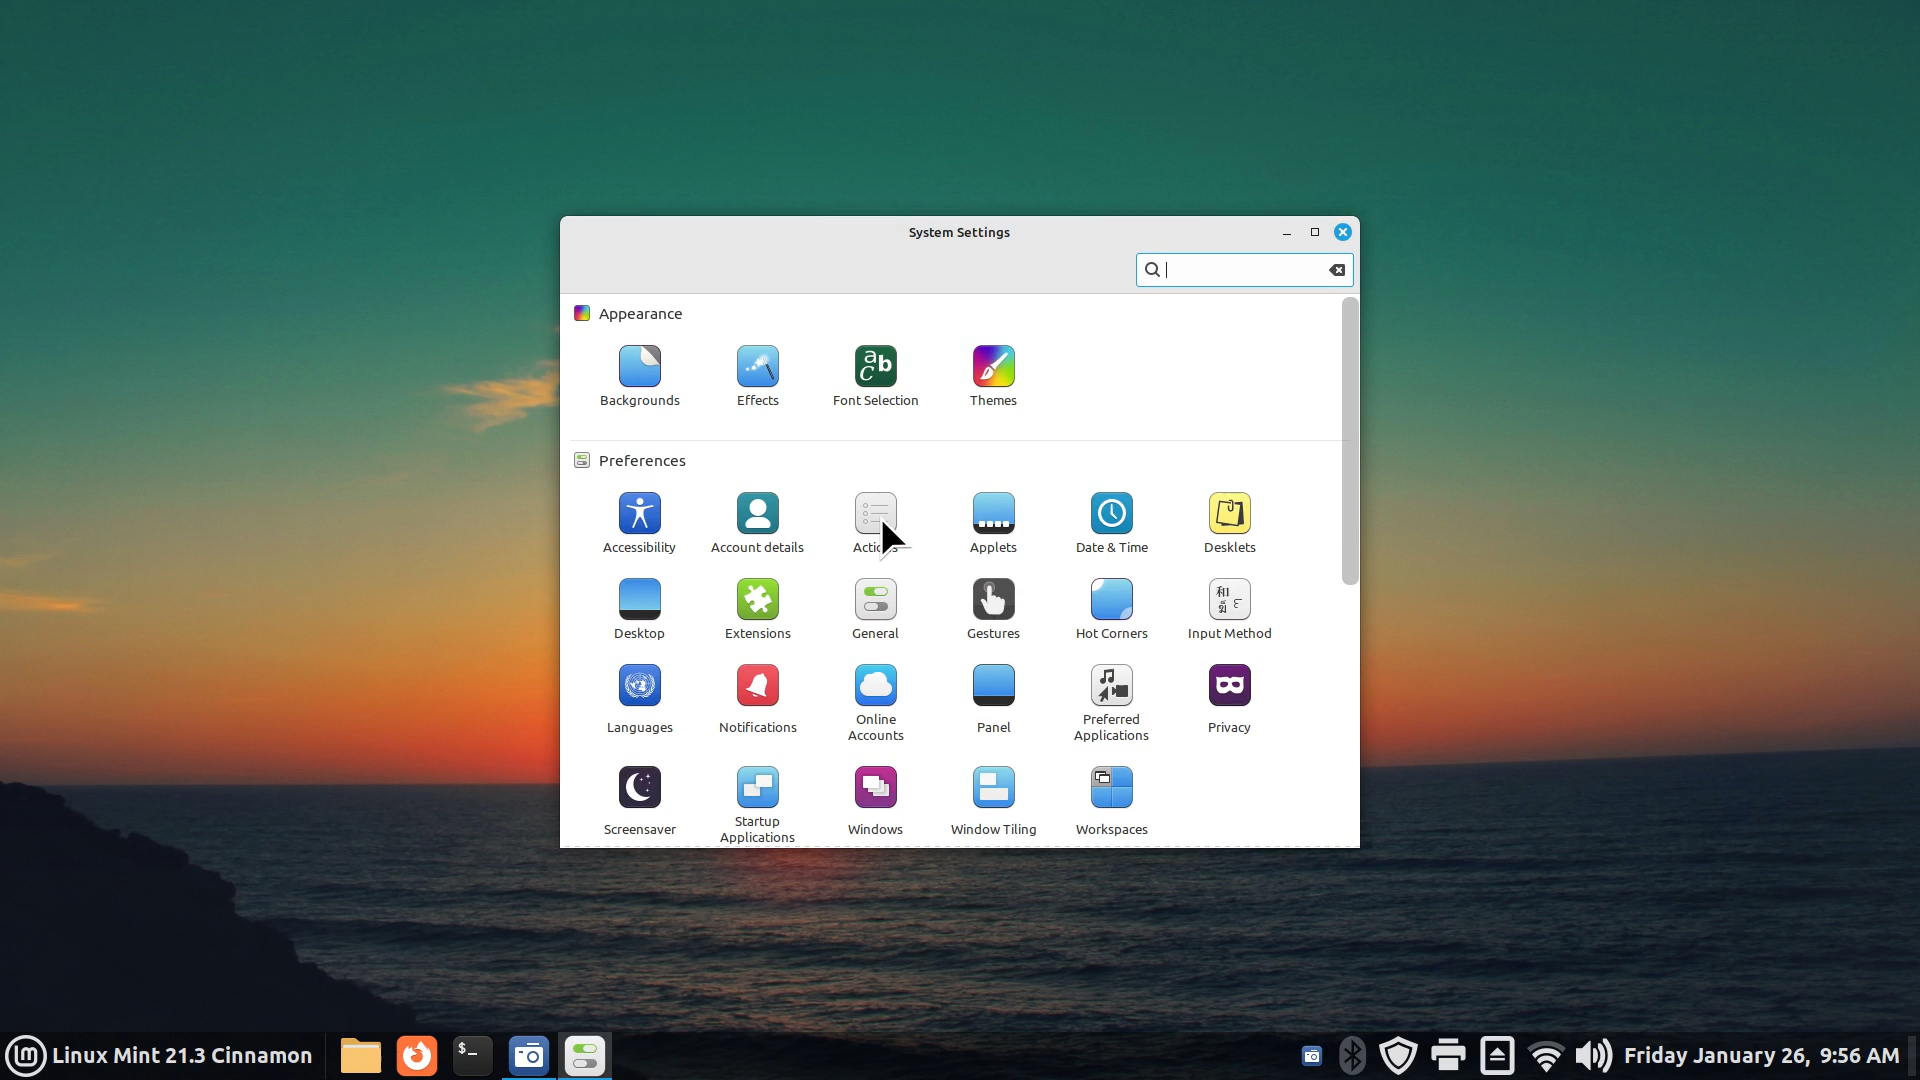 System Settings
Appearance
Backgrounds
Effects
Font Selection
Themes
Preferences
Accessibility
Account details
Applets
Date & Time
Desklets
Desktop
Extensions
General
Gestures
Hot Corners
Input Method
Languages
Notifications
Online
Accounts
Panel
Preferred
Applications
Privacy
Screensaver
Startup
Applications
Windows
Window Tiling
Workspaces
Linux Mint 21.3 Cinnamon
Friday January 26, 9:56 AM